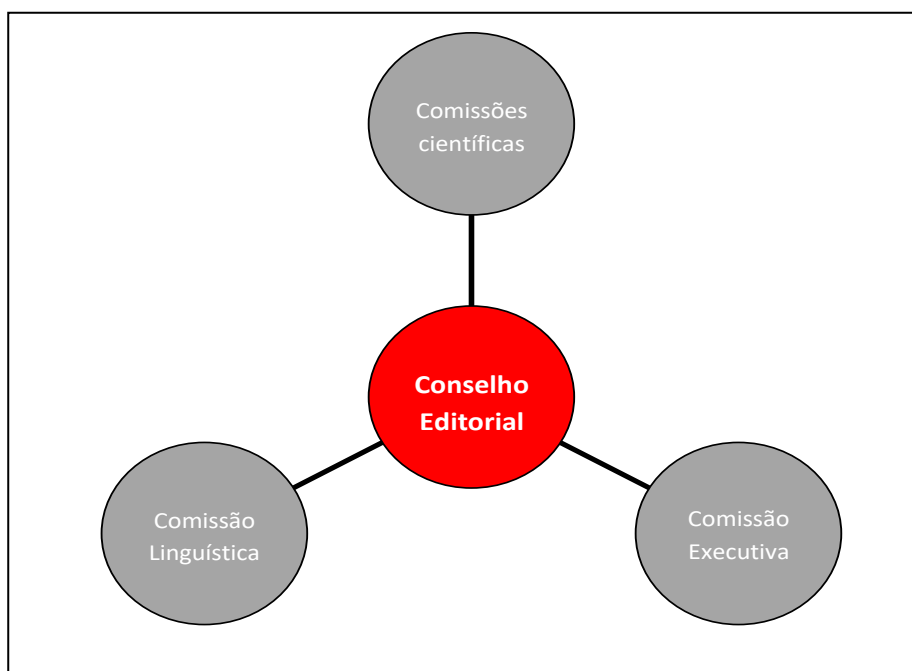 Comissões
científicas
Conselho
Editorial
Comissão
Linguística
Comissão
Executiva